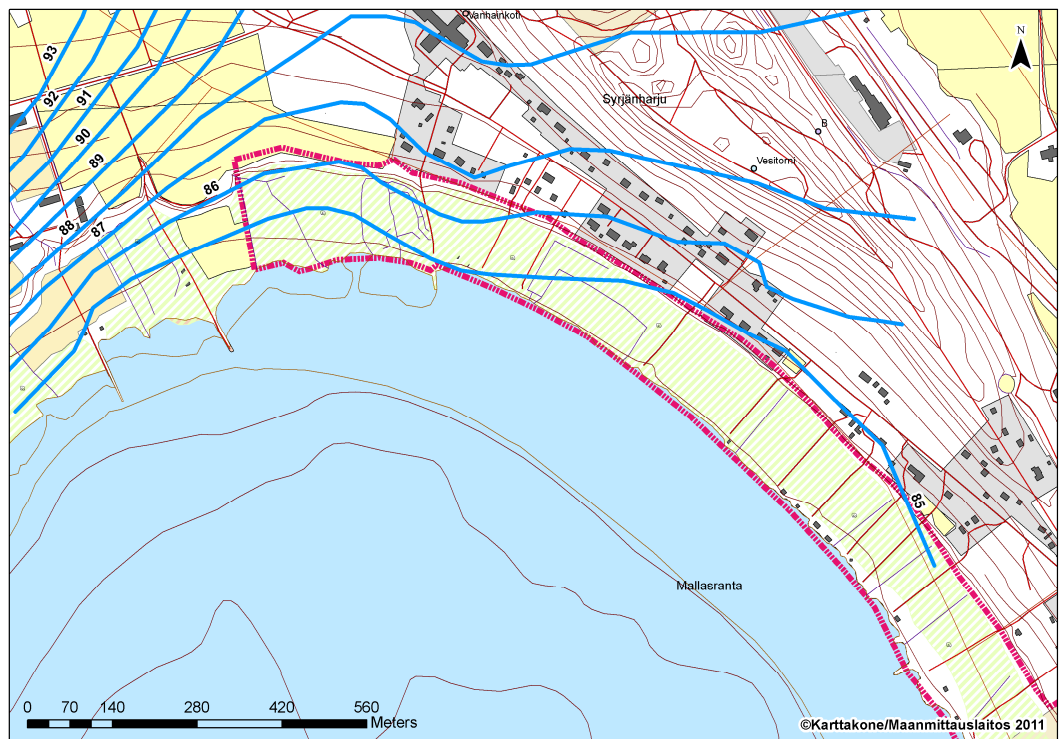 Vanhainkoti
N
93
92
91
Syrjänharju
B
90
89
Vesitorni
86
88
87
85
Mallasranta
0 70 140 280 420 560
Meters
©Karttakone/Maanmittauslaitos 2011